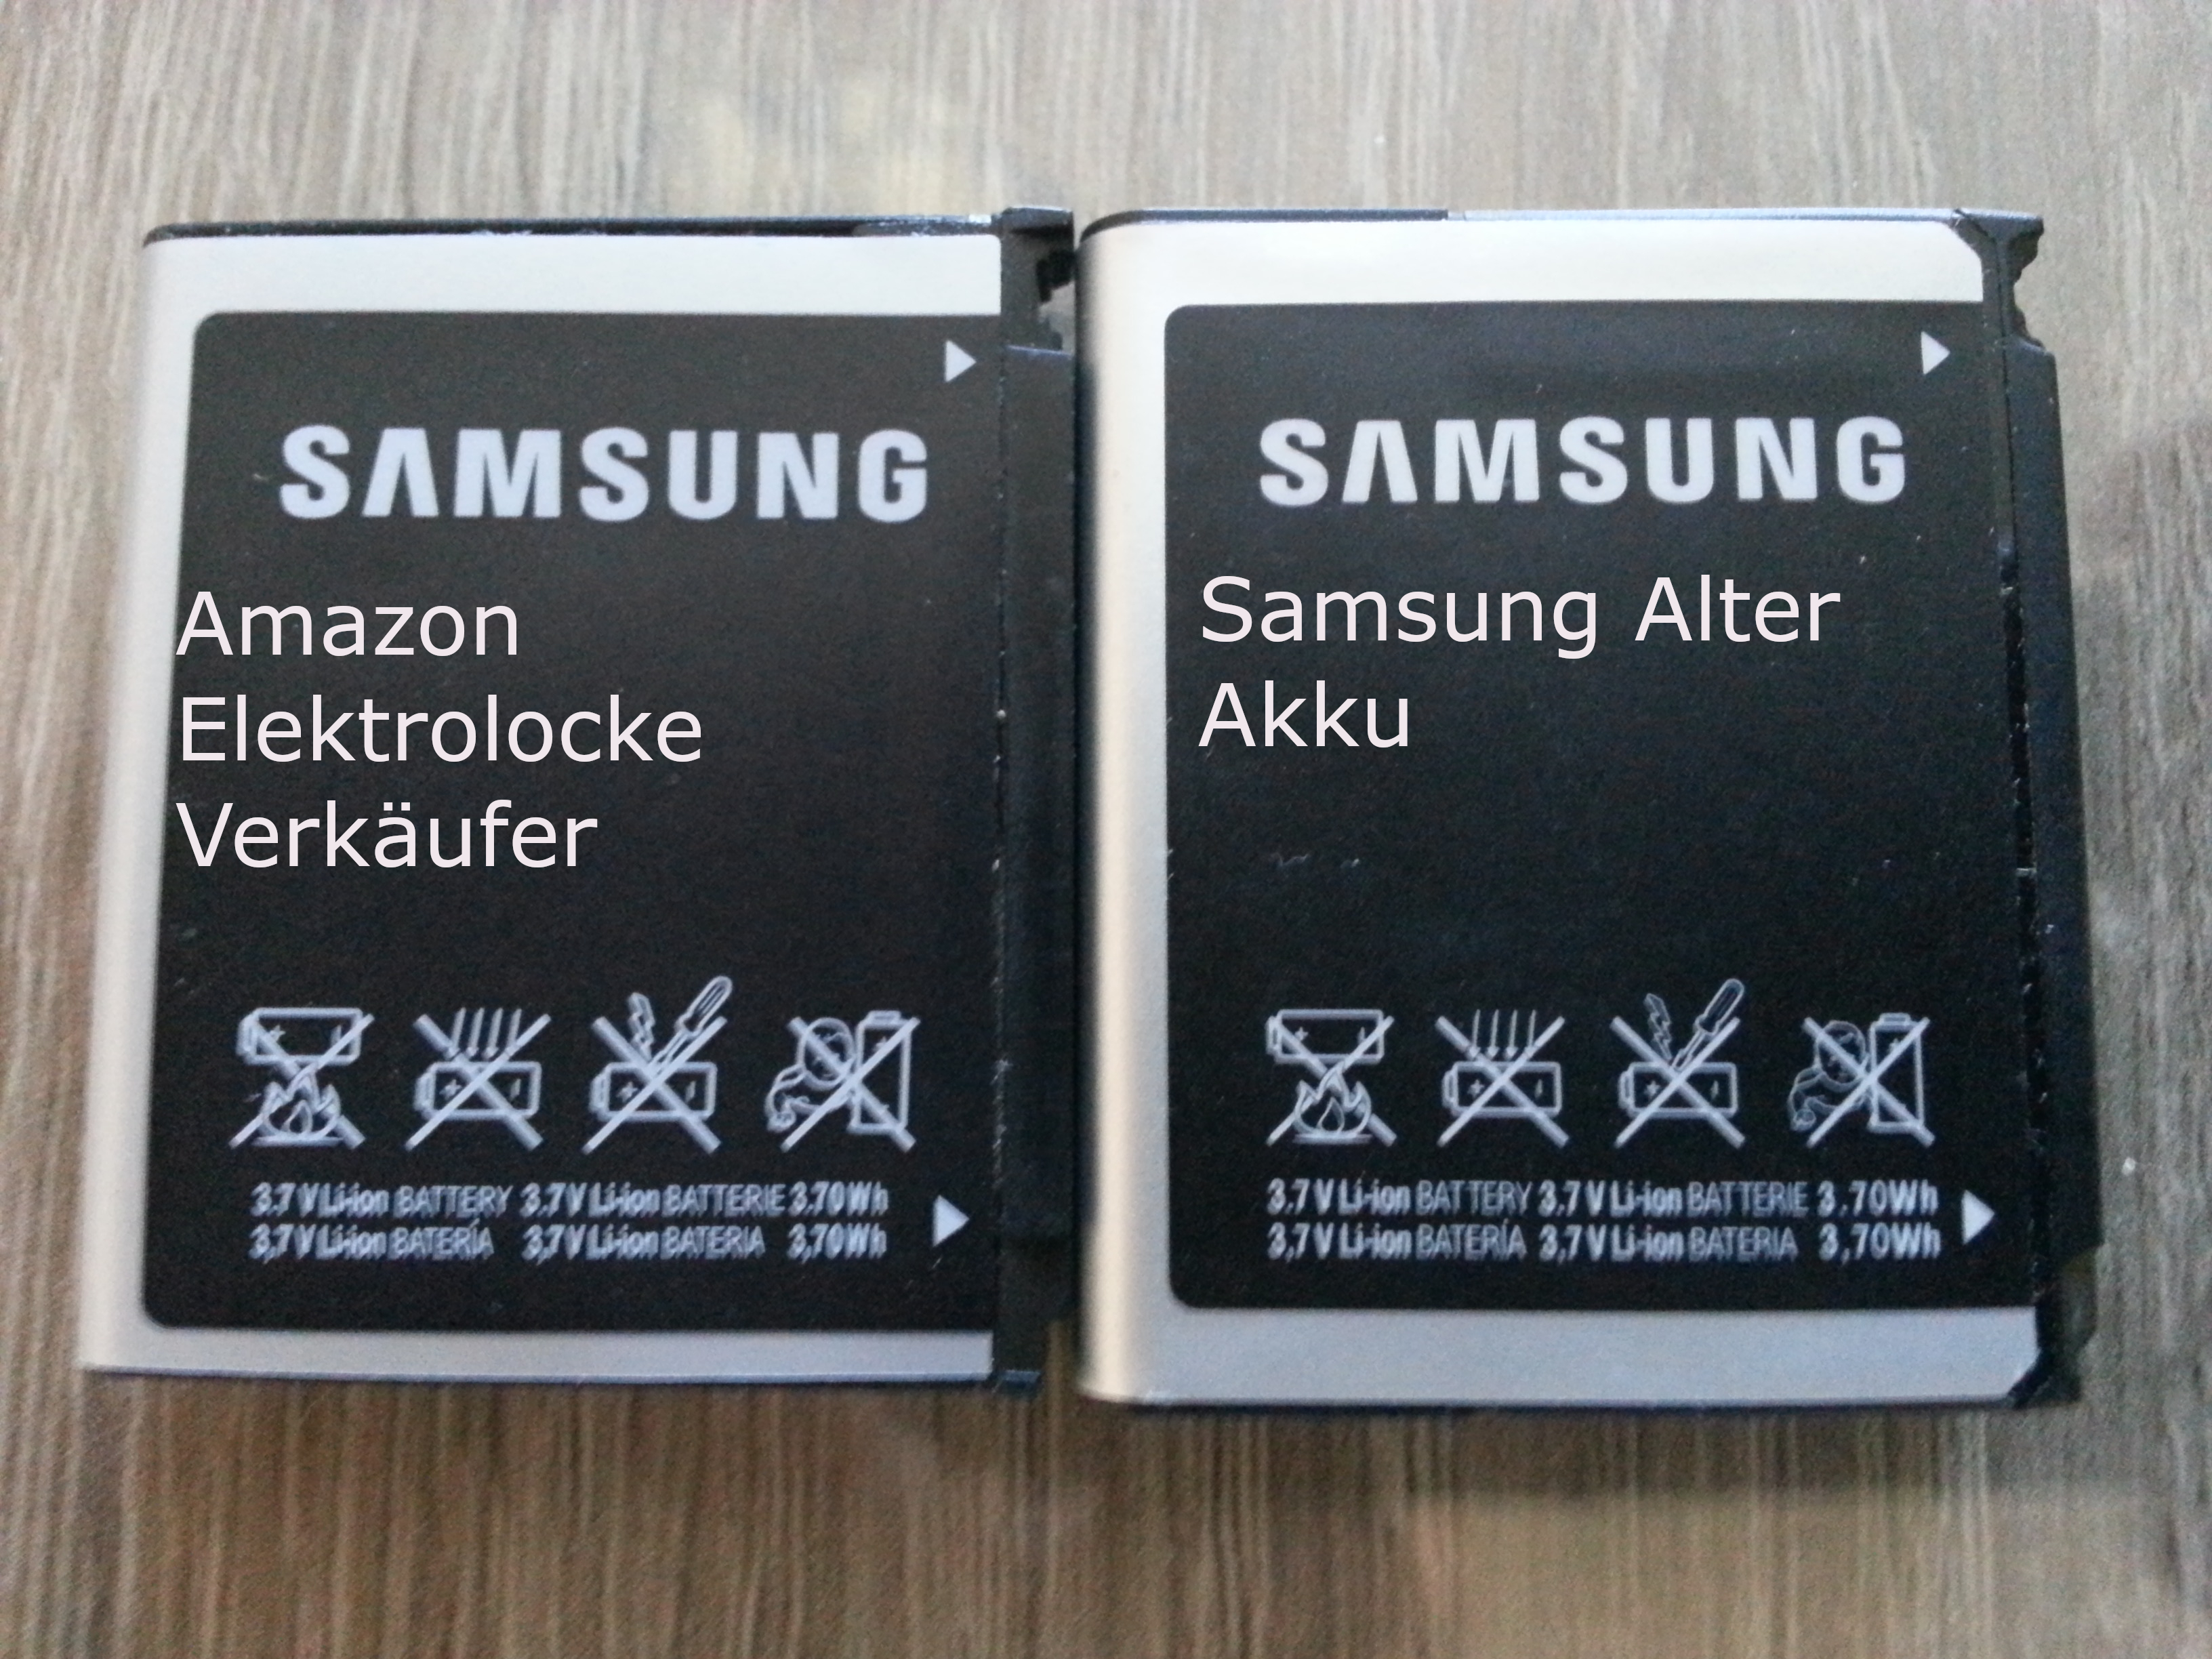 SAMSUNG
Amazon
Elektrolocke
Verkäufer
3.7 V Li-ion BATTERY 3.7 V Li-ion BATTERIE 3.70Wh
3,7 V Li-ion BATERÍA 3,7 V Li-ion BATERIA 3,70Wh
SAMSUNG
Samsung Alter
Akku
3.7 V Li-ion BATTERY 3.7 V Li-ion BATTERIE 3.70Wh
3,7 V Li-ion BATERÍA 3,7 V Li-ion BATERIA 3,70Wh